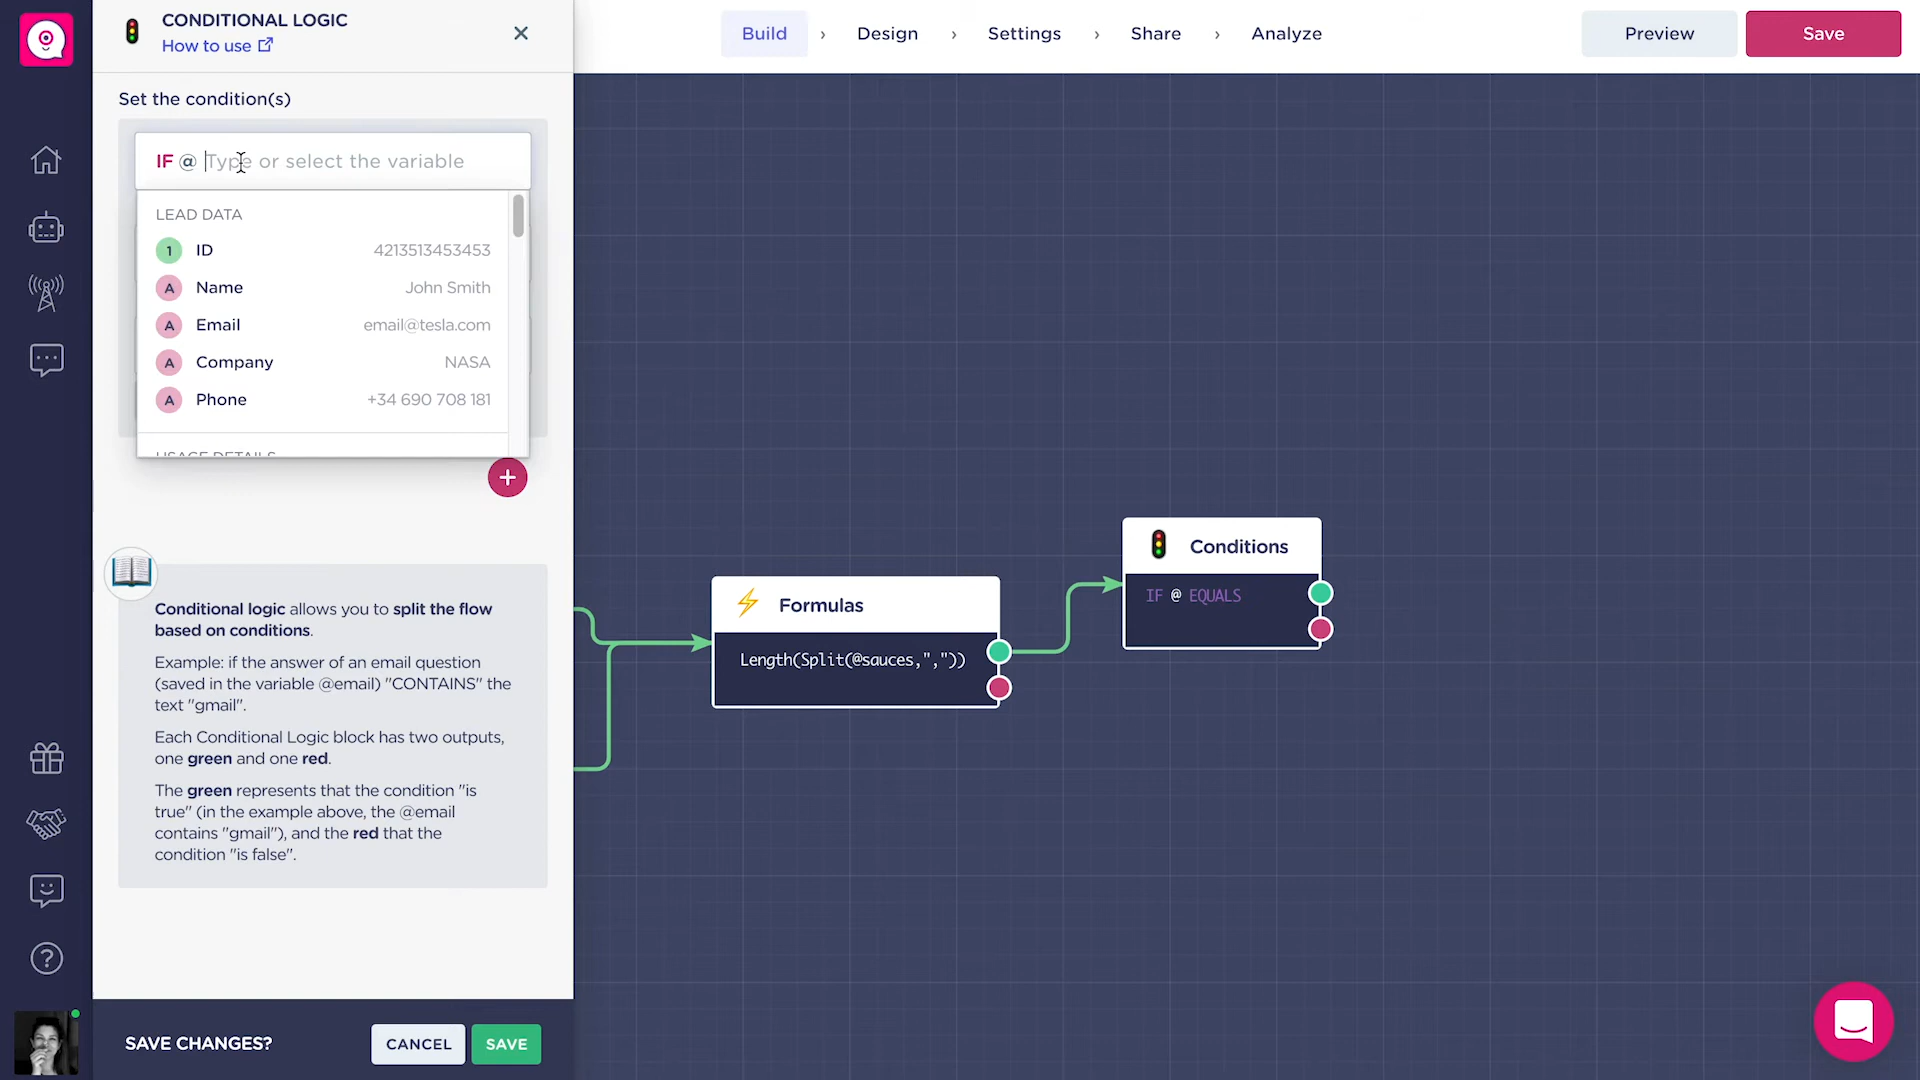 CONDITIONAL LOGIC
How to use
Set the condition(s)
IF @ Type or select the variable
LEAD DATA
1 ID 4213513453453
A Name John Smith
A Email email@tesla.com
A Company NASA
A Phone +34 690 708 181
USAGE DETAILS
+
Conditional logic allows you to split the flow
based on conditions.
Example: if the answer of an email question
(saved in the variable @email) "CONTAINS" the
text "gmail".
Each Conditional Logic block has two outputs,
one green and one red.
The green represents that the condition "is
true" (in the example above, the @email
contains "gmail"), and the red that the
condition "is false".
SAVE CHANGES?
CANCEL
SAVE
Build › Design › Settings › Share › Analyze
Preview
Save
Formulas
Length(Split(@sauces,","))
Conditions
IF @ EQUALS